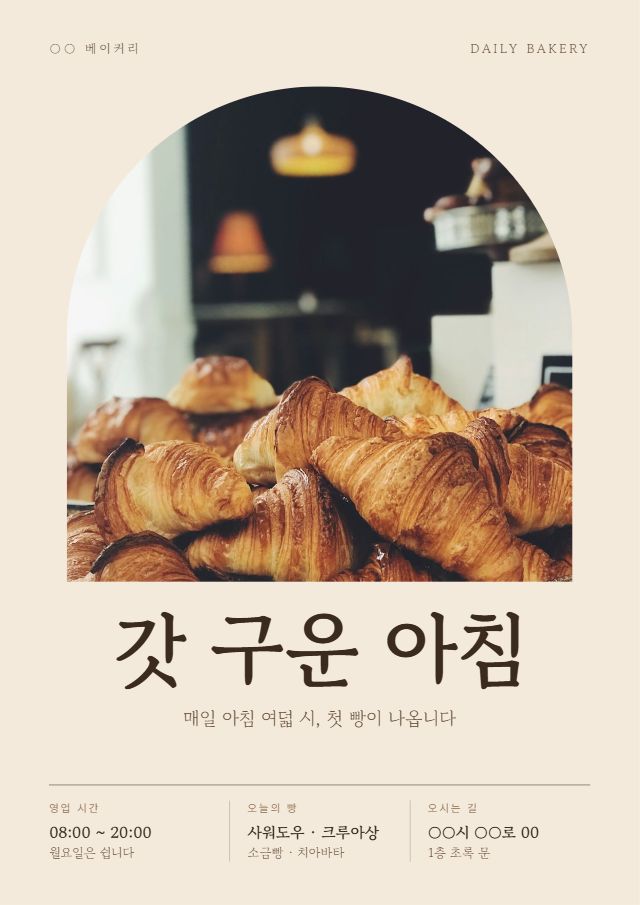 ○○ 베이커리
DAILY BAKERY
갓 구운 아침
매일 아침 여덟 시, 첫 빵이 나옵니다
영업 시간
08:00 ~ 20:00
월요일은 쉽니다
오늘의 빵
사워도우 · 크루아상
소금빵 · 치아바타
오시는 길
○○시 ○○로 00
1층 초록 문